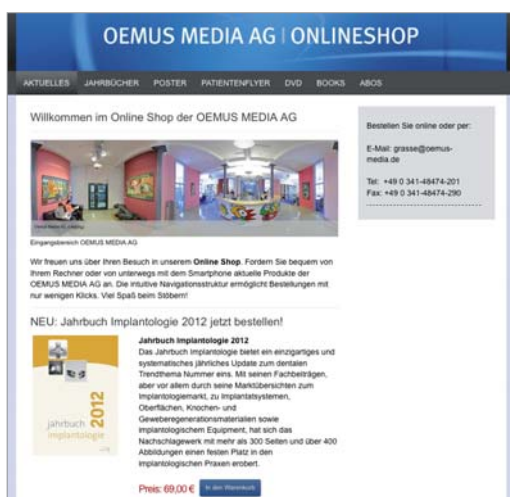 OEMUS MEDIA AG | ONLINESHOP
AKTUELLES JAHRBÜCHER POSTER PATIENTENFLYER DVD BOOKS ABOS
Willkommen im Online Shop der OEMUS MEDIA AG
Eingangsbereich OEMUS MEDIA AG
Wir freuen uns über Ihren Besuch in unserem Online Shop. Fordern Sie bequem von
Ihrem Rechner oder von unterwegs mit dem Smartphone aktuelle Produkte der
OEMUS MEDIA AG an. Die intuitive Navigationsstruktur ermöglicht Bestellungen mit
nur wenigen Klicks. Viel Spaß beim Stöbern!
NEU: Jahrbuch Implantologie 2012 jetzt bestellen!
jahrbuch 2012
implantologie
Jahrbuch Implantologie 2012
Das Jahrbuch Implantologie bietet ein einzigartiges und
systematisches jährliches Update zum dentalen
Trendthema Nummer eins. Mit seinen Fachbeiträgen,
aber vor allem durch seine Marktübersichten zum
Implantologiemarkt, zu Implantatsystemen,
Oberflächen, Knochen- und
Geweberegenerationsmaterialien sowie
implantologischem Equipment, hat sich das
Nachschlagewerk mit mehr als 300 Seiten und über 400
Abbildungen einen festen Platz in den
implantologischen Praxen erobert.
Preis: 69,00 € In den Warenkorb
Bestellen Sie online oder per:
E-Mail: grasse@oemus-
media.de
Tel: +49 0 341-48474-201
Fax: +49 0 341-48474-290